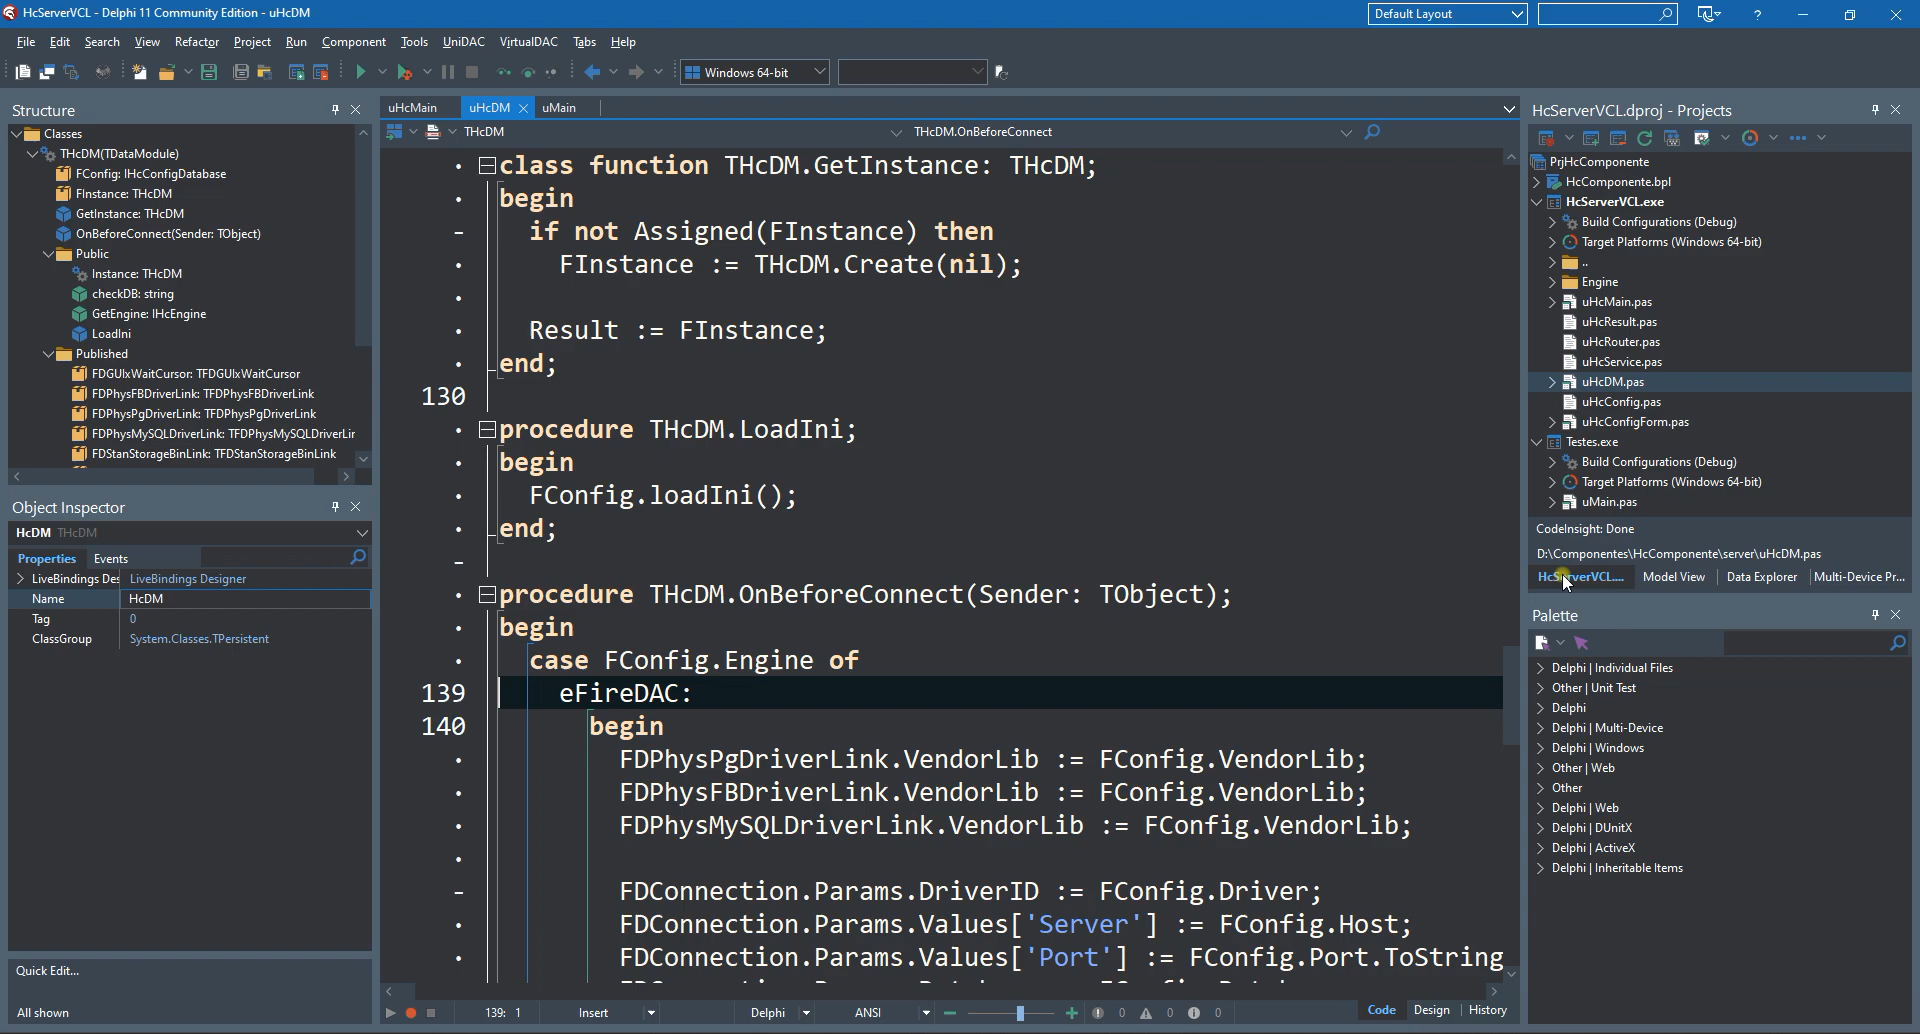 HcServerVCL - Delphi 11 Community Edition - uHcDM
Default Layout
?
File Edit Search View Refactor Project Run Component Tools UniDAC VirtualDAC Tabs Help
Windows 64-bit
Structure
Classes
THcDM(TDataModule)
FConfig: IHcConfigDatabase
FInstance: THcDM
GetInstance: THcDM
OnBeforeConnect(Sender: TObject)
Public
Instance: THcDM
checkDB: string
GetEngine: IHcEngine
LoadIni
Published
FDGUIxWaitCursor: TFDGUIxWaitCursor
FDPhysFBDriverLink: TFDPhysFBDriverLink
FDPhysPgDriverLink: TFDPhysPgDriverLink
FDPhysMySQLDriverLink: TFDPhysMySQLDriverLir
FDStanStorageBinLink: TFDStanStorageBinLink
Object Inspector
HcDM THcDM
Properties Events
LiveBindings Des LiveBindings Designer
Name HcDM
Tag 0
ClassGroup System.Classes.TPersistent
Quick Edit...
All shown
uHcMain uHcDM uMain
THcDM THcDM.OnBeforeConnect
class function THcDM.GetInstance: THcDM;
begin
if not Assigned(FInstance) then
FInstance := THcDM.Create(nil);
Result := FInstance;
end;
130
procedure THcDM.LoadIni;
begin
FConfig.loadIni();
end;
procedure THcDM.OnBeforeConnect(Sender: TObject);
begin
case FConfig.Engine of
139 eFireDAC:
140 begin
FDPhysPgDriverLink.VendorLib := FConfig.VendorLib;
FDPhysFBDriverLink.VendorLib := FConfig.VendorLib;
FDPhysMySQLDriverLink.VendorLib := FConfig.VendorLib;
FDConnection.Params.DriverID := FConfig.Driver;
FDConnection.Params.Values['Server'] := FConfig.Host;
FDConnection.Params.Values['Port'] := FConfig.Port.ToString
139: 1 Insert Delphi ANSI 0 0 0 Code Design History
HcServerVCL.dproj - Projects
PrjHcComponente
HcComponente.bpl
HcServerVCL.exe
Build Configurations (Debug)
Target Platforms (Windows 64-bit)
..
Engine
uHcMain.pas
uHcResult.pas
uHcRouter.pas
uHcService.pas
uHcDM.pas
uHcConfig.pas
uHcConfigForm.pas
Testes.exe
Build Configurations (Debug)
Target Platforms (Windows 64-bit)
uMain.pas
CodeInsight: Done
D:\Componentes\HcComponente\server\uHcDM.pas
HcServerVCL.... Model View Data Explorer Multi-Device Pr...
Palette
Delphi | Individual Files
Other | Unit Test
Delphi
Delphi | Multi-Device
Delphi | Windows
Other | Web
Other
Delphi | Web
Delphi | DUnitX
Delphi | ActiveX
Delphi | Inheritable Items